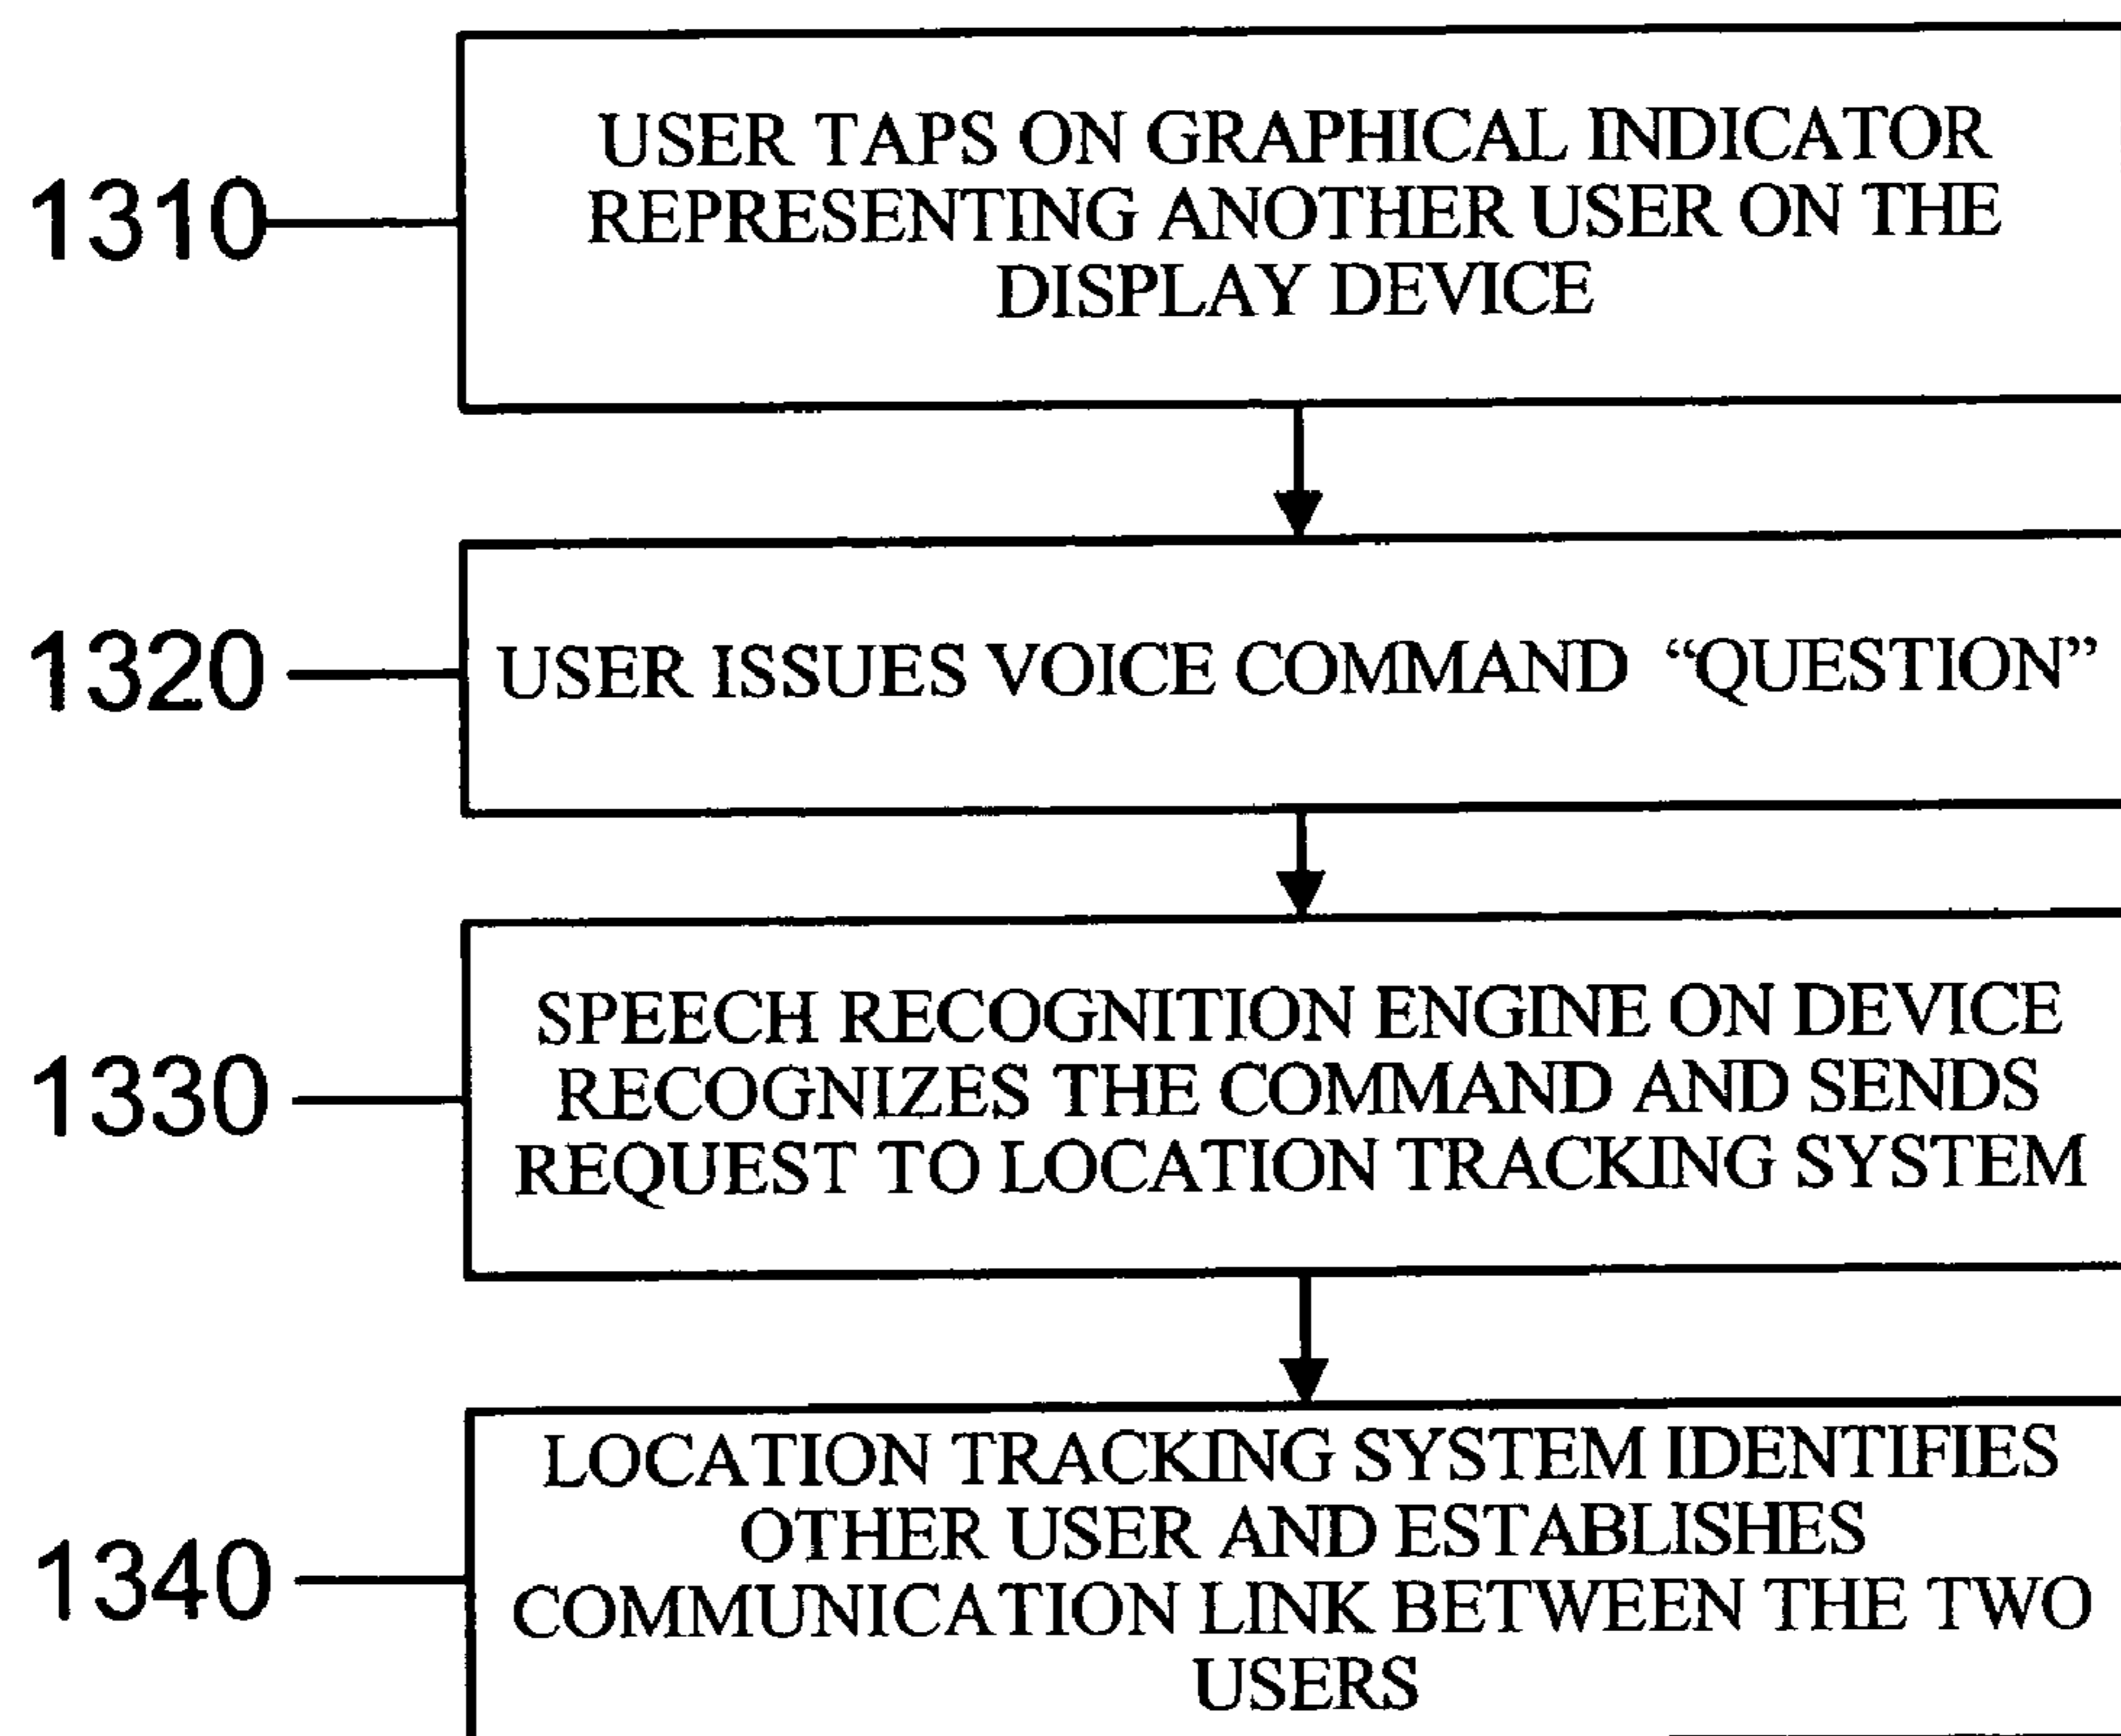 1310
USER TAPS ON GRAPHICAL INDICATOR
REPRESENTING ANOTHER USER ON THE
DISPLAY DEVICE
1320
USER ISSUES VOICE COMMAND “QUESTION”
1330
SPEECH RECOGNITION ENGINE ON DEVICE
RECOGNIZES THE COMMAND AND SENDS
REQUEST TO LOCATION TRACKING SYSTEM
1340
LOCATION TRACKING SYSTEM IDENTIFIES
OTHER USER AND ESTABLISHES
COMMUNICATION LINK BETWEEN THE TWO
USERS